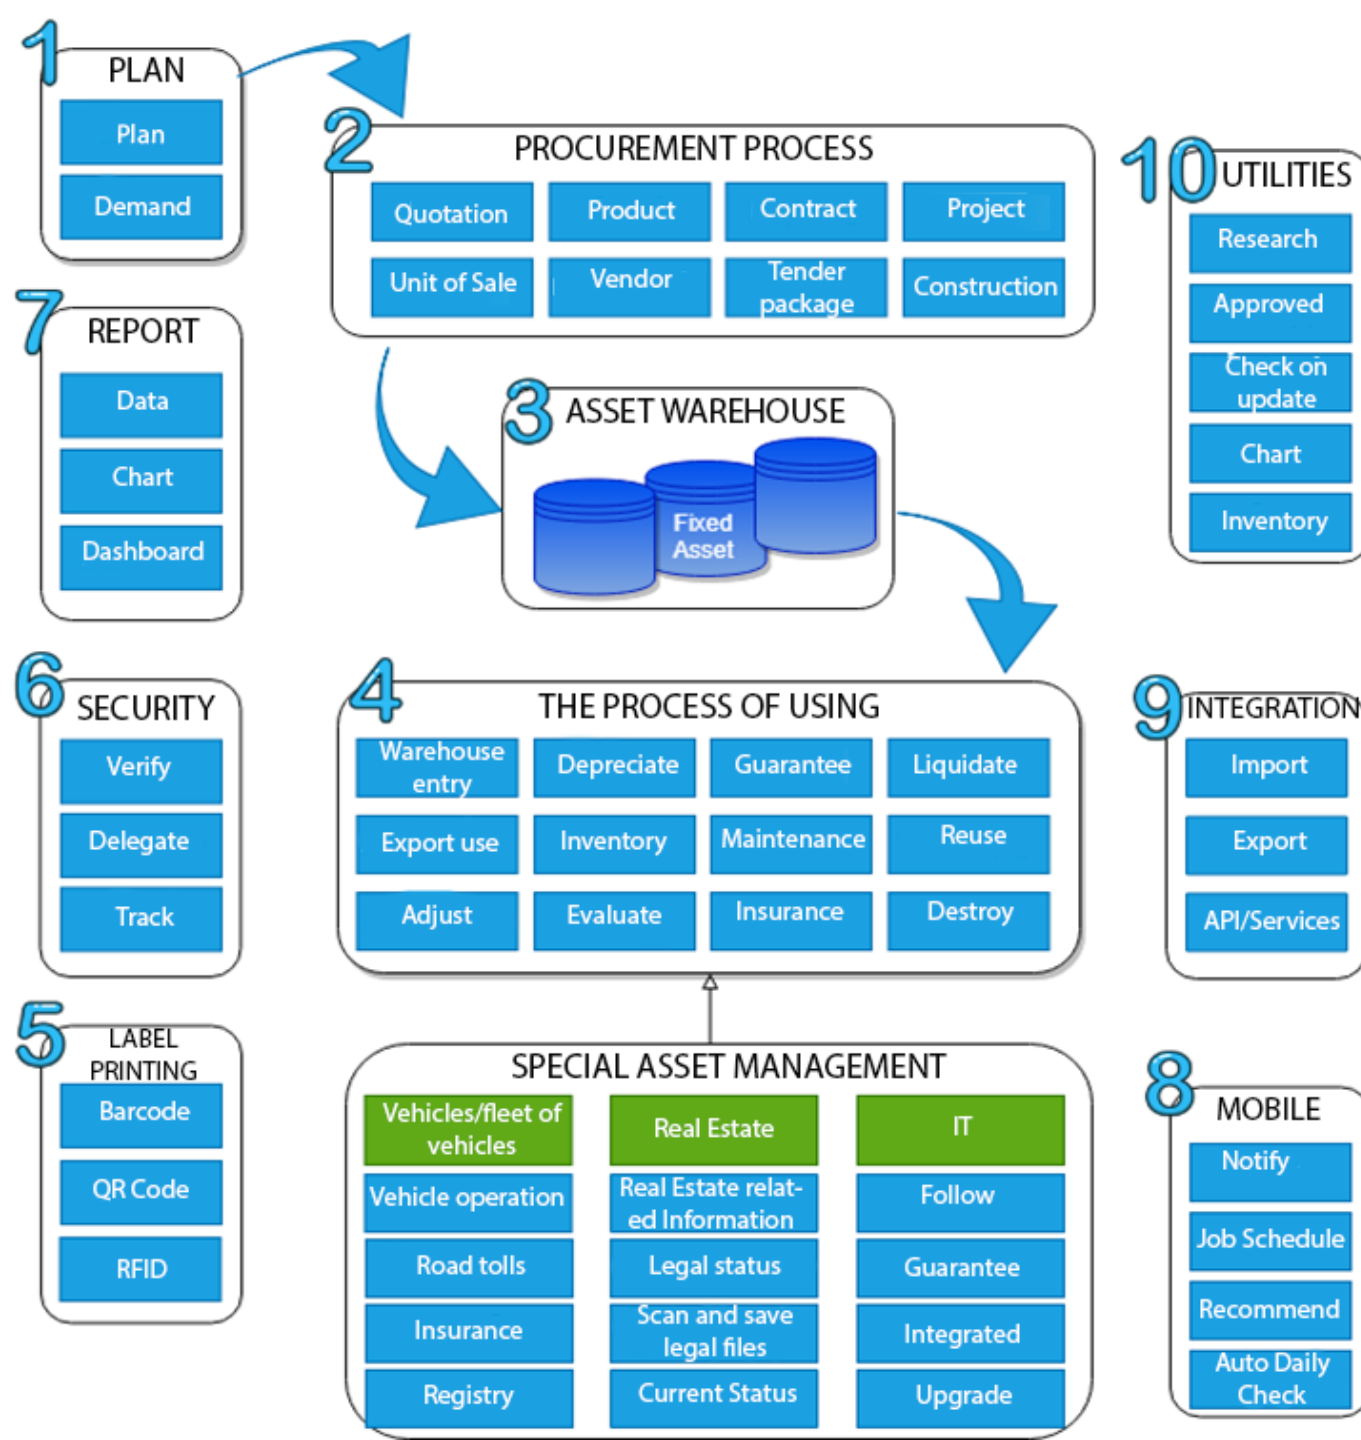 1
PLAN
Plan
Demand
2
PROCUREMENT PROCESS
Quotation
Product
Contract
Project
Unit of Sale
Vendor
Tender
package
Construction
3
ASSET WAREHOUSE
Fixed
Asset
4
THE PROCESS OF USING
Warehouse
entry
Depreciate
Guarantee
Liquidate
Export use
Inventory
Maintenance
Reuse
Adjust
Evaluate
Insurance
Destroy
SPECIAL ASSET MANAGEMENT
Vehicles/fleet of
vehicles
Vehicle operation
Road tolls
Insurance
Registry
Real Estate
Real Estate relat-
ed Information
Legal status
Scan and save
legal files
Current Status
IT
Follow
Guarantee
Integrated
Upgrade
5
LABEL
PRINTING
Barcode
QR Code
RFID
6
SECURITY
Verify
Delegate
Track
7
REPORT
Data
Chart
Dashboard
8
MOBILE
Notify
Job Schedule
Recommend
Auto Daily
Check
9
INTEGRATION
Import
Export
API/Services
10
UTILITIES
Research
Approved
Check on
update
Chart
Inventory